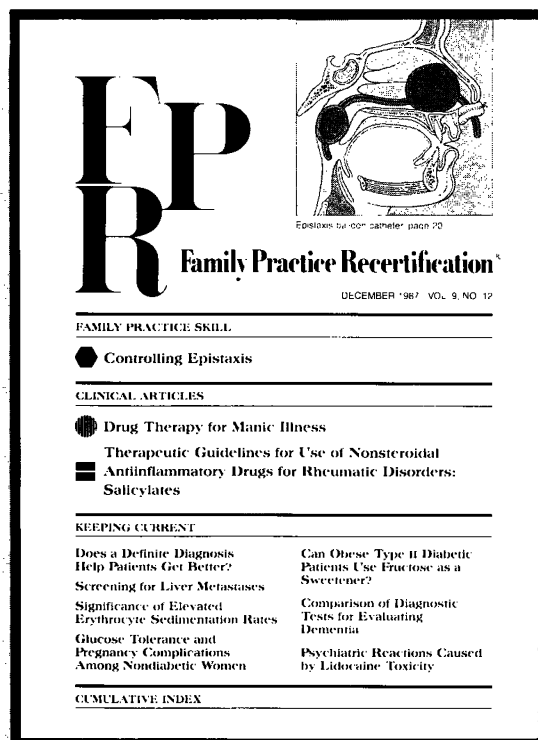 FPR
Epistaxis balloon catheter, page 20
Family Practice Recertification®
DECEMBER 1987 VOL. 9, NO. 12
FAMILY PRACTICE SKILL
Controlling Epistaxis
CLINICAL ARTICLES
Drug Therapy for Manic Illness
Therapeutic Guidelines for Use of Nonsteroidal
Antiinflammatory Drugs for Rheumatic Disorders:
Salicylates
KEEPING CURRENT
Does a Definite Diagnosis
Help Patients Get Better?
Screening for Liver Metastases
Significance of Elevated
Erythrocyte Sedimentation Rates
Glucose Tolerance and
Pregnancy Complications
Among Nondiabetic Women
Can Obese Type II Diabetic
Patients Use Fructose as a
Sweetener?
Comparison of Diagnostic
Tests for Evaluating
Dementia
Psychiatric Reactions Caused
by Lidocaine Toxicity
CUMULATIVE INDEX